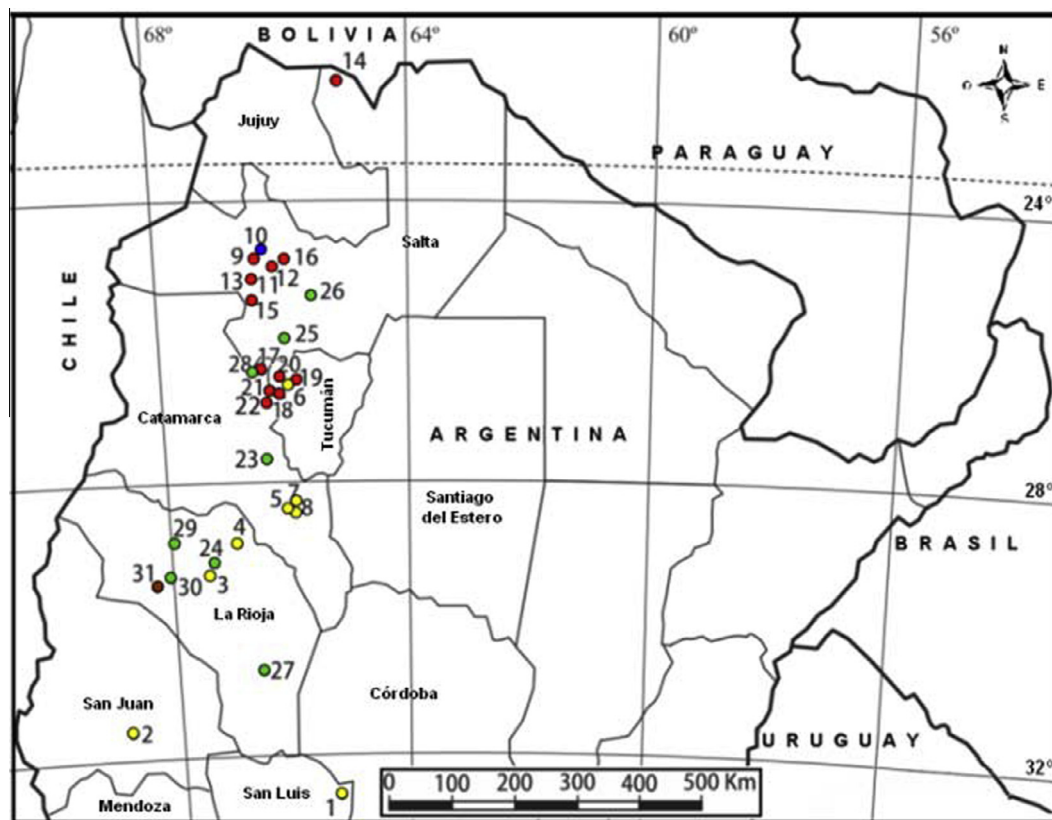 68º
BOLIVIA
64º
60º
56º
14
N
O E
S
Jujuy
PARAGUAY
24°
10
Salta
9
16
12
13
11
26
15
CHILE
25
17
28
20
19
21
6
22
18
Tucumán
Catamarca
ARGENTINA
23
28°
7
5
8
Santiago
del Estero
29
4
24
BRASIL
31
30
3
La Rioja
27
Córdoba
San Juan
2
URUGUAY
32°
0 100 200 300 400 500 Km
San Luis
Mendoza
1